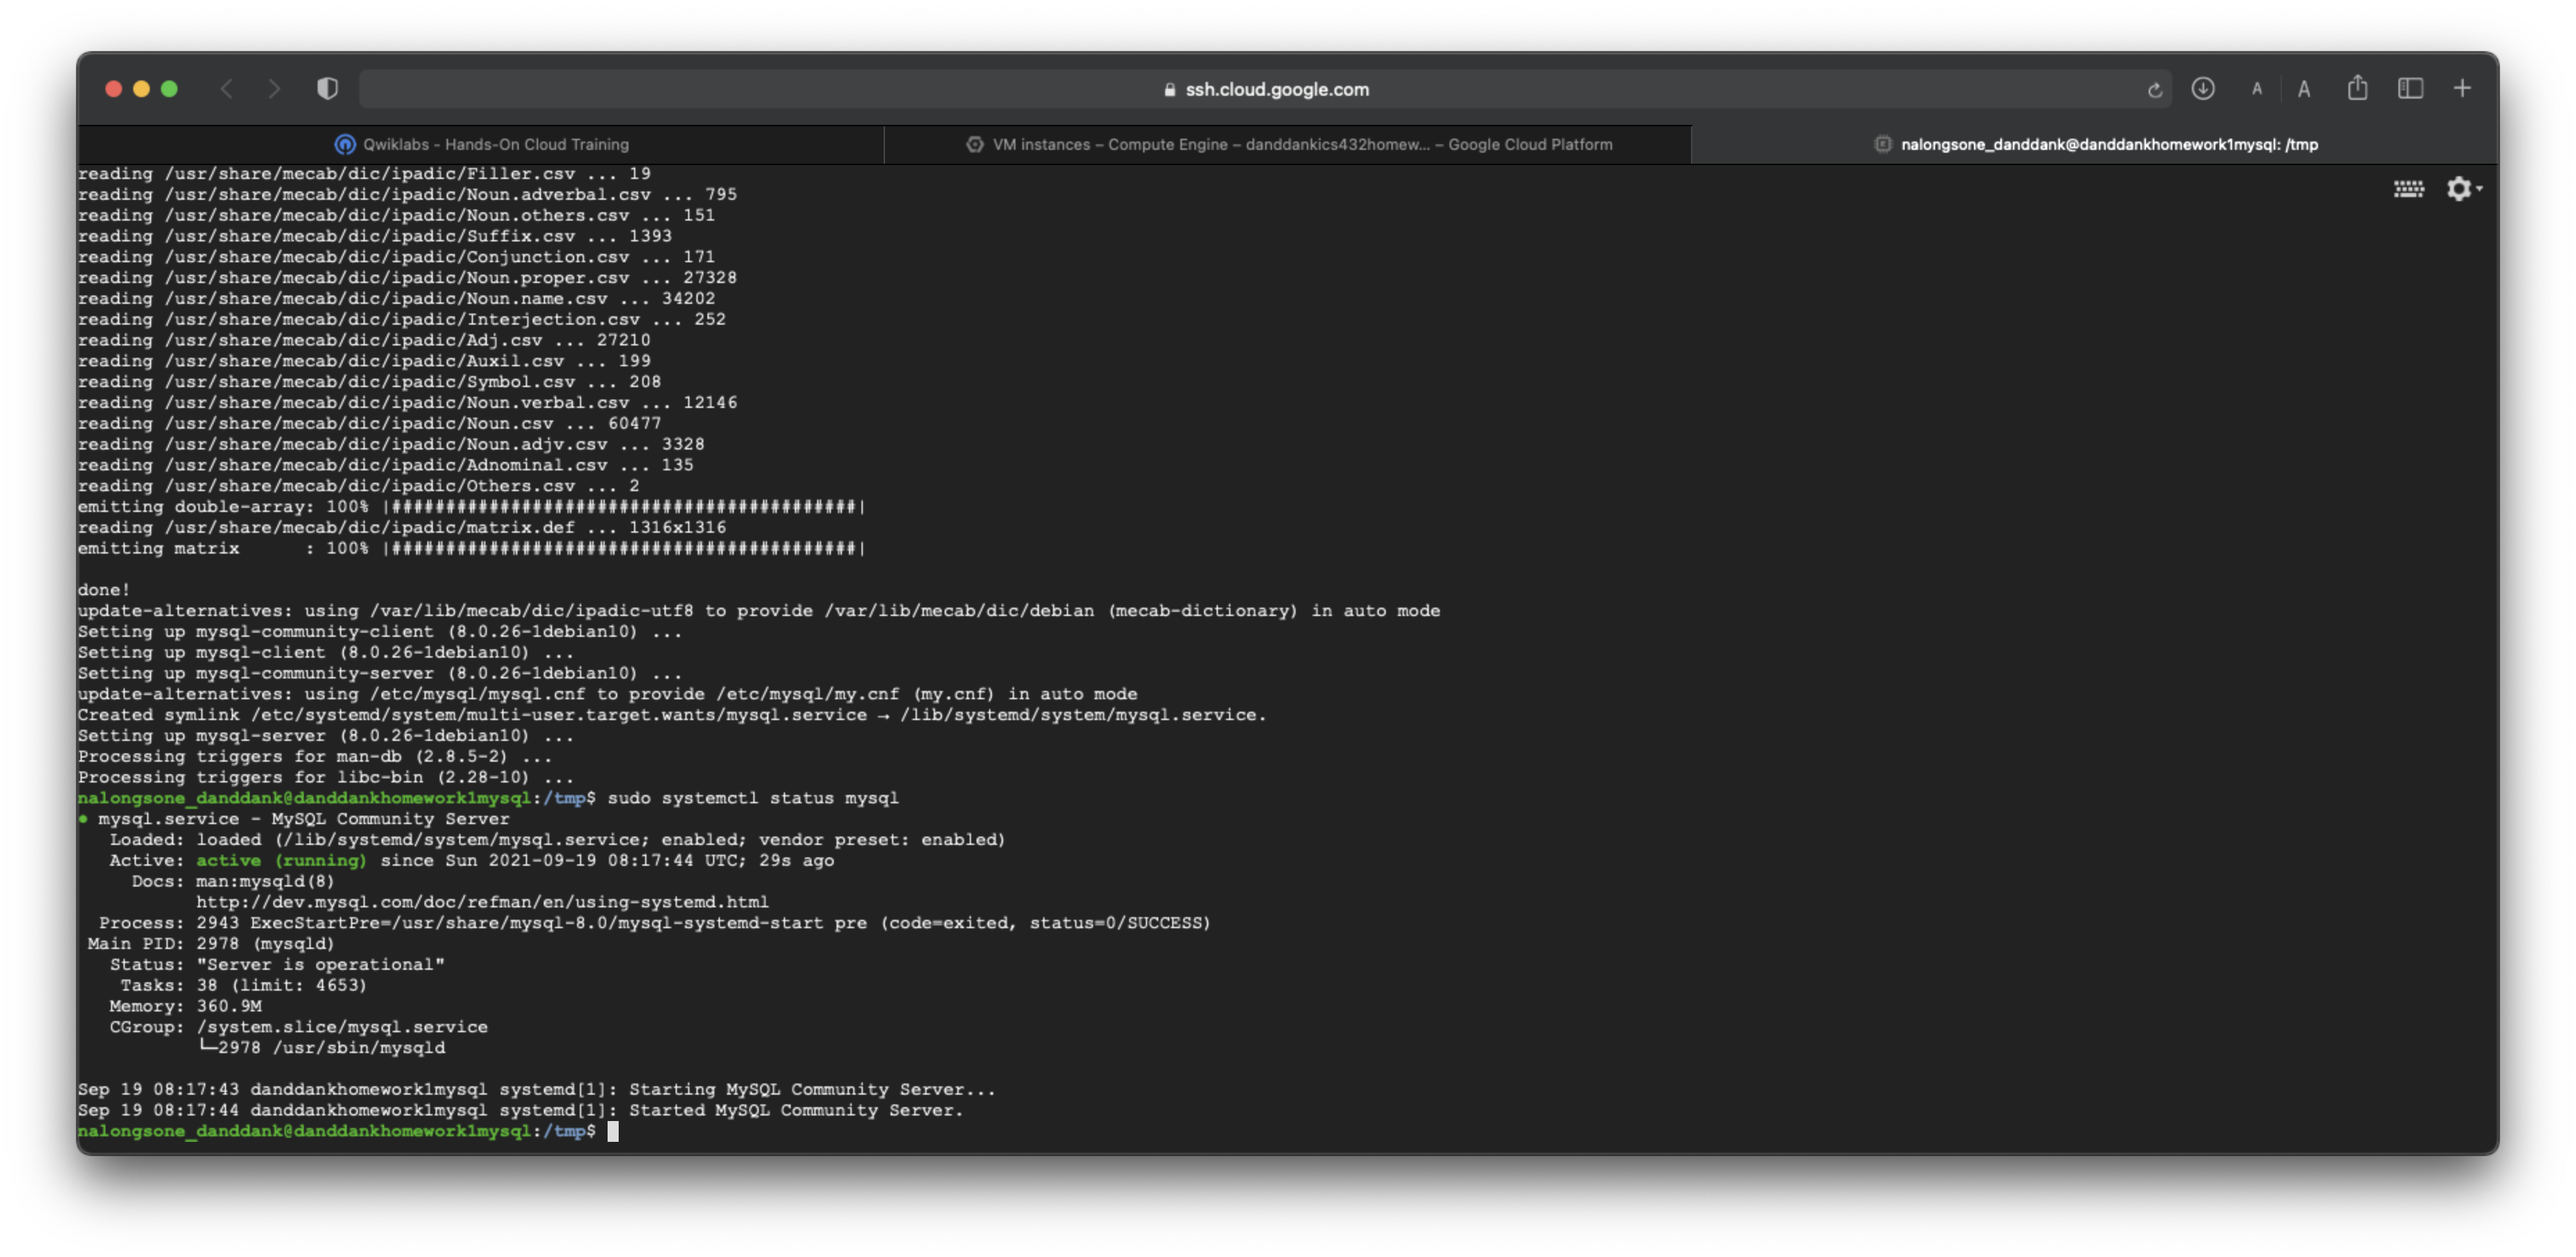 ssh.cloud.google.com
A A
Qwiklabs - Hands-On Cloud Training
VM instances – Compute Engine – danddankics432homew... – Google Cloud Platform
nalongsone_danddank@danddankhomework1mysql: /tmp
reading /usr/share/mecab/dic/ipadic/Filler.csv ... 19
reading /usr/share/mecab/dic/ipadic/Noun.adverbal.csv ... 795
reading /usr/share/mecab/dic/ipadic/Noun.others.csv ... 151
reading /usr/share/mecab/dic/ipadic/Suffix.csv ... 1393
reading /usr/share/mecab/dic/ipadic/Conjunction.csv ... 171
reading /usr/share/mecab/dic/ipadic/Noun.proper.csv ... 27328
reading /usr/share/mecab/dic/ipadic/Noun.name.csv ... 34202
reading /usr/share/mecab/dic/ipadic/Interjection.csv ... 252
reading /usr/share/mecab/dic/ipadic/Adj.csv ... 27210
reading /usr/share/mecab/dic/ipadic/Auxil.csv ... 199
reading /usr/share/mecab/dic/ipadic/Symbol.csv ... 208
reading /usr/share/mecab/dic/ipadic/Noun.verbal.csv ... 12146
reading /usr/share/mecab/dic/ipadic/Noun.csv ... 60477
reading /usr/share/mecab/dic/ipadic/Noun.adjv.csv ... 3328
reading /usr/share/mecab/dic/ipadic/Adnominal.csv ... 135
reading /usr/share/mecab/dic/ipadic/Others.csv ... 2
emitting double-array: 100% |###########################################|
reading /usr/share/mecab/dic/ipadic/matrix.def ... 1316x1316
emitting matrix      : 100% |###########################################|
done!
update-alternatives: using /var/lib/mecab/dic/ipadic-utf8 to provide /var/lib/mecab/dic/debian (mecab-dictionary) in auto mode
Setting up mysql-community-client (8.0.26-1debian10) ...
Setting up mysql-client (8.0.26-1debian10) ...
Setting up mysql-community-server (8.0.26-1debian10) ...
update-alternatives: using /etc/mysql/mysql.cnf to provide /etc/mysql/my.cnf (my.cnf) in auto mode
Created symlink /etc/systemd/system/multi-user.target.wants/mysql.service → /lib/systemd/system/mysql.service.
Setting up mysql-server (8.0.26-1debian10) ...
Processing triggers for man-db (2.8.5-2) ...
Processing triggers for libc-bin (2.28-10) ...
nalongsone_danddank@danddankhomework1mysql:/tmp$ sudo systemctl status mysql
● mysql.service - MySQL Community Server
Loaded: loaded (/lib/systemd/system/mysql.service; enabled; vendor preset: enabled)
Active: active (running) since Sun 2021-09-19 08:17:44 UTC; 29s ago
Docs: man:mysqld(8)
http://dev.mysql.com/doc/refman/en/using-systemd.html
Process: 2943 ExecStartPre=/usr/share/mysql-8.0/mysql-systemd-start pre (code=exited, status=0/SUCCESS)
Main PID: 2978 (mysqld)
Status: "Server is operational"
Tasks: 38 (limit: 4653)
Memory: 360.9M
CGroup: /system.slice/mysql.service
└─2978 /usr/sbin/mysqld
Sep 19 08:17:43 danddankhomework1mysql systemd[1]: Starting MySQL Community Server...
Sep 19 08:17:44 danddankhomework1mysql systemd[1]: Started MySQL Community Server.
nalongsone_danddank@danddankhomework1mysql:/tmp$